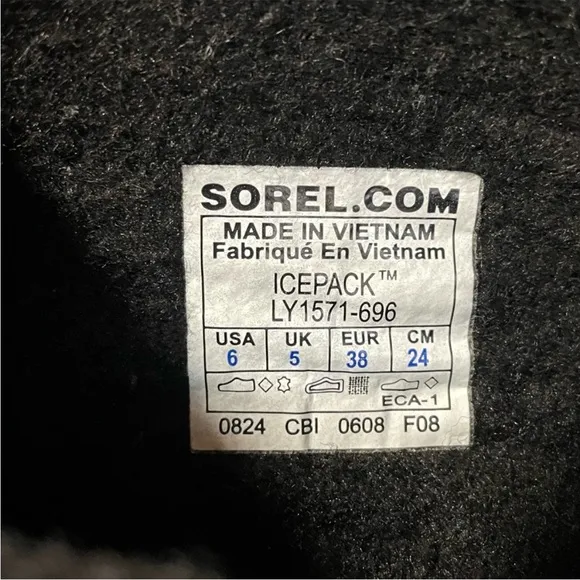 SOREL.COM
MADE IN VIETNAM
Fabriqué En Vietnam
ICEPACK™
LY1571-696
USA UK EUR CM
6 5 38 24
ECA-1
0824 CBI 0608 F08